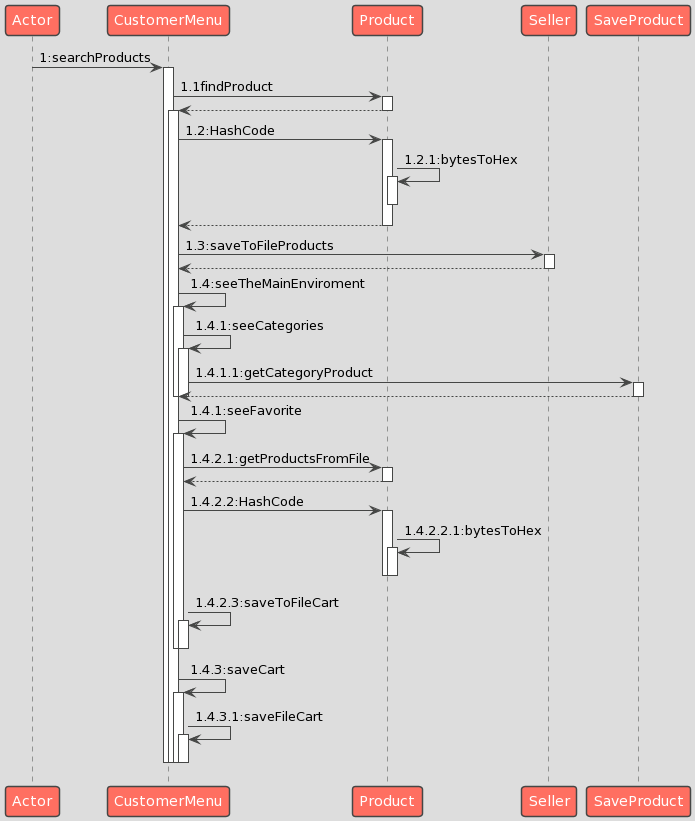 Actor CustomerMenu Product Seller SaveProduct
1:searchProducts
1.1findProduct
1.2:HashCode
1.2.1:bytesToHex
1.3:saveToFileProducts
1.4:seeTheMainEnviroment
1.4.1:seeCategories
1.4.1.1:getCategoryProduct
1.4.1:seeFavorite
1.4.2.1:getProductsFromFile
1.4.2.2:HashCode
1.4.2.2.1:bytesToHex
1.4.2.3:saveToFileCart
1.4.3:saveCart
1.4.3.1:saveFileCart
Actor CustomerMenu Product Seller SaveProduct